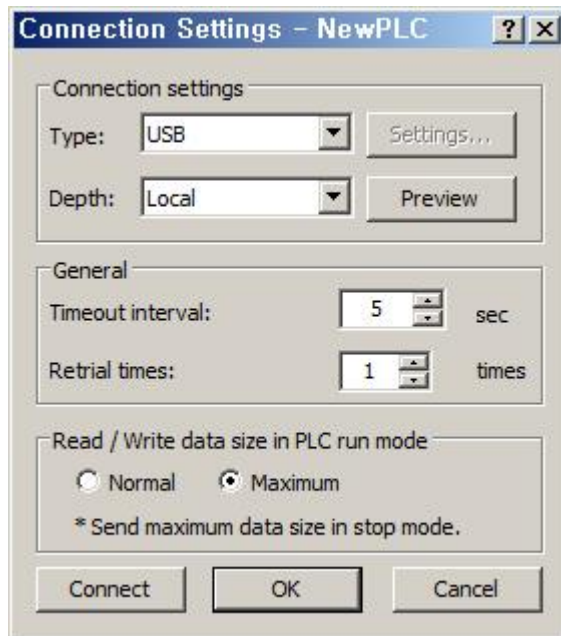 Connection Settings - NewPLC
Connection settings
Type: USB Settings...
Depth: Local Preview
General
Timeout interval: 5 sec
Retrial times: 1 times
Read / Write data size in PLC run mode
Normal Maximum
* Send maximum data size in stop mode.
Connect OK Cancel